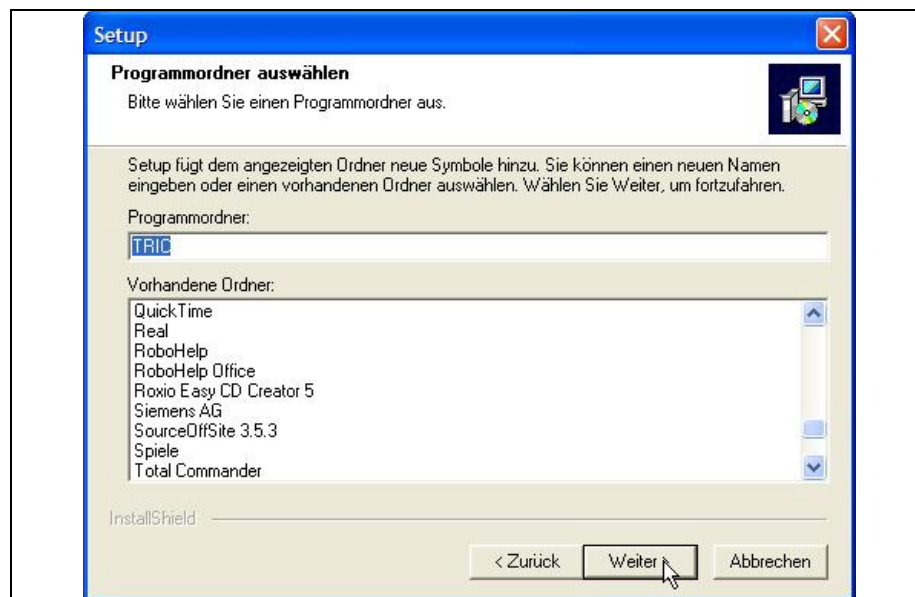 Setup
Programmordner auswählen
Bitte wählen Sie einen Programmordner aus.
Setup fügt dem angezeigten Ordner neue Symbole hinzu. Sie können einen neuen Namen
eingeben oder einen vorhandenen Ordner auswählen. Wählen Sie Weiter, um fortzufahren.
Programmordner:
TRIC
Vorhandene Ordner:
QuickTime
Real
RoboHelp
RoboHelp Office
Roxio Easy CD Creator 5
Siemens AG
SourceOffSite 3.5.3
Spiele
Total Commander
InstallShield
< Zurück Weiter > Abbrechen